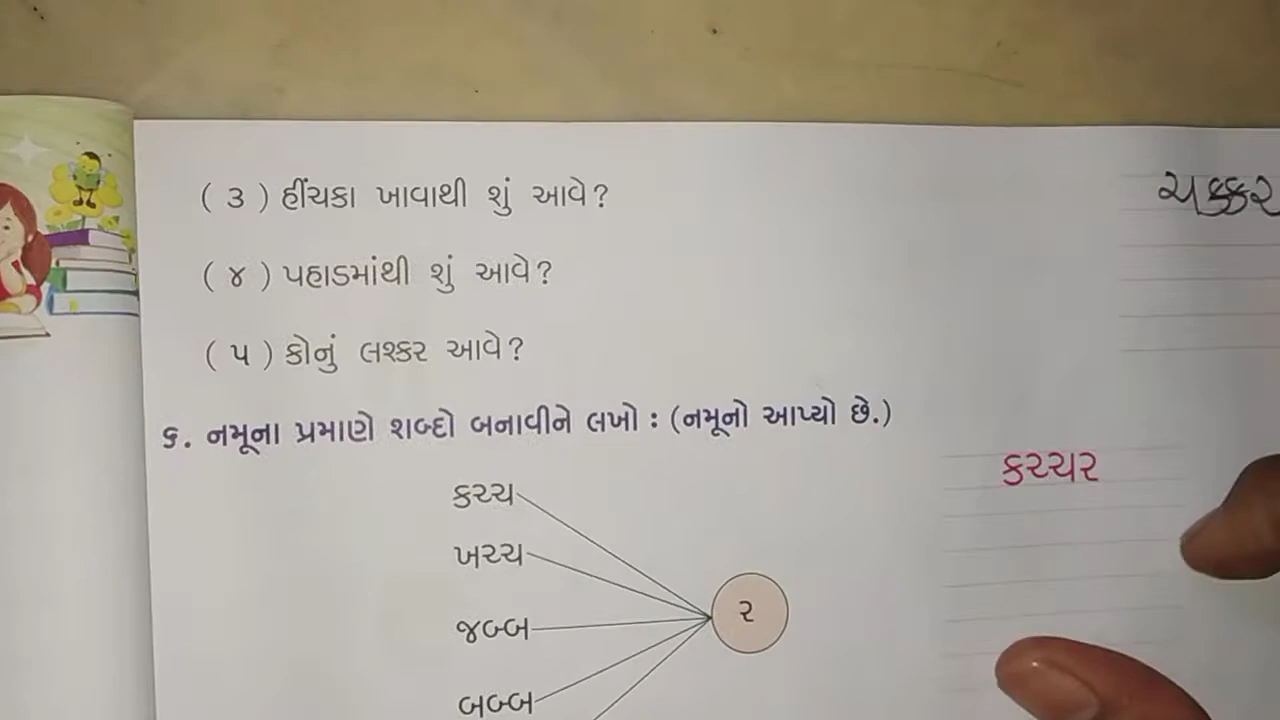 ( ૩ ) હીંચકા ખાવાથી શું આવે?
ચક્કર
( ૪ ) પહાડમાંથી શું આવે?
( ૫ ) કોનું લશ્કર આવે?
૬. નમૂના પ્રમાણે શબ્દો બનાવીને લખો : (નમૂનો આપ્યો છે.)
કચ્ચ
કચ્ચર
ખચ્ચ
જબ્બ
ર
બબ્બ